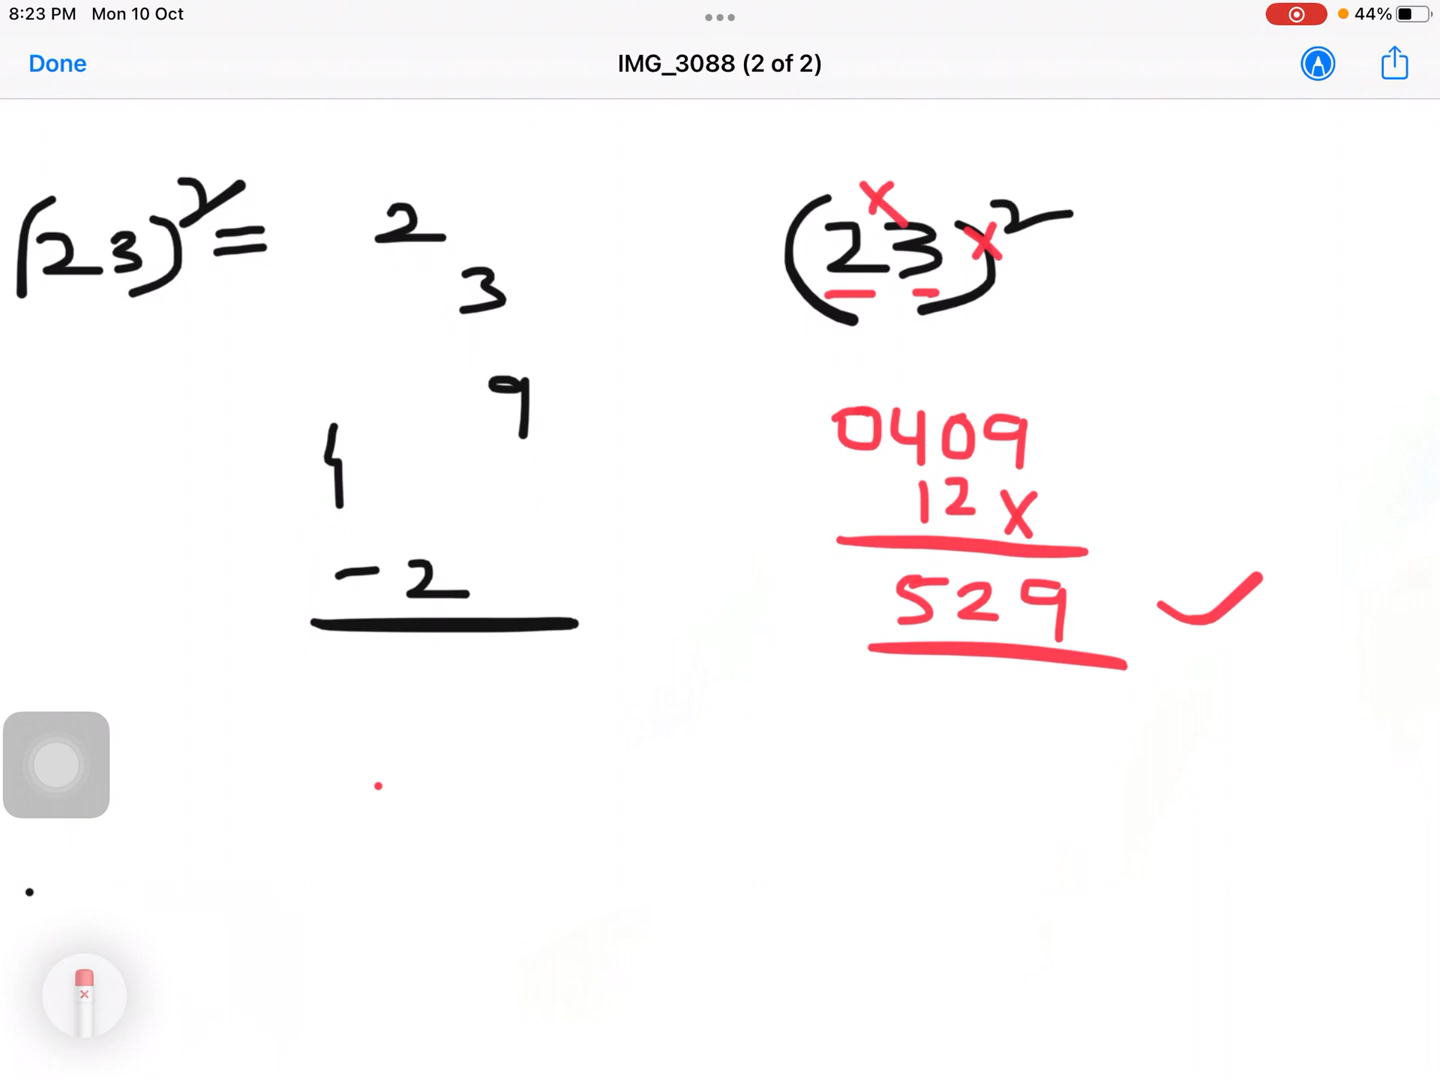 8:23 PM Mon 10 Oct
44%
Done
IMG_3088 (2 of 2)
(23)² =
2
3
9
- 2
(23)²
x
x
0409
12 x
529